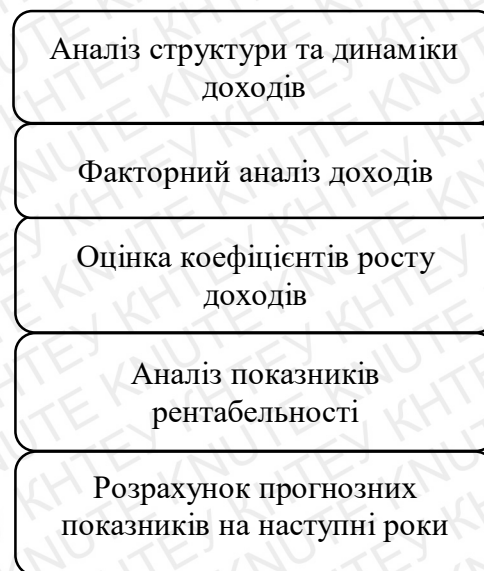 Аналіз структури та динаміки
доходів
Факторний аналіз доходів
Оцінка коефіцієнтів росту
доходів
Аналіз показників
рентабельності
Розрахунок прогнозних
показників на наступні роки